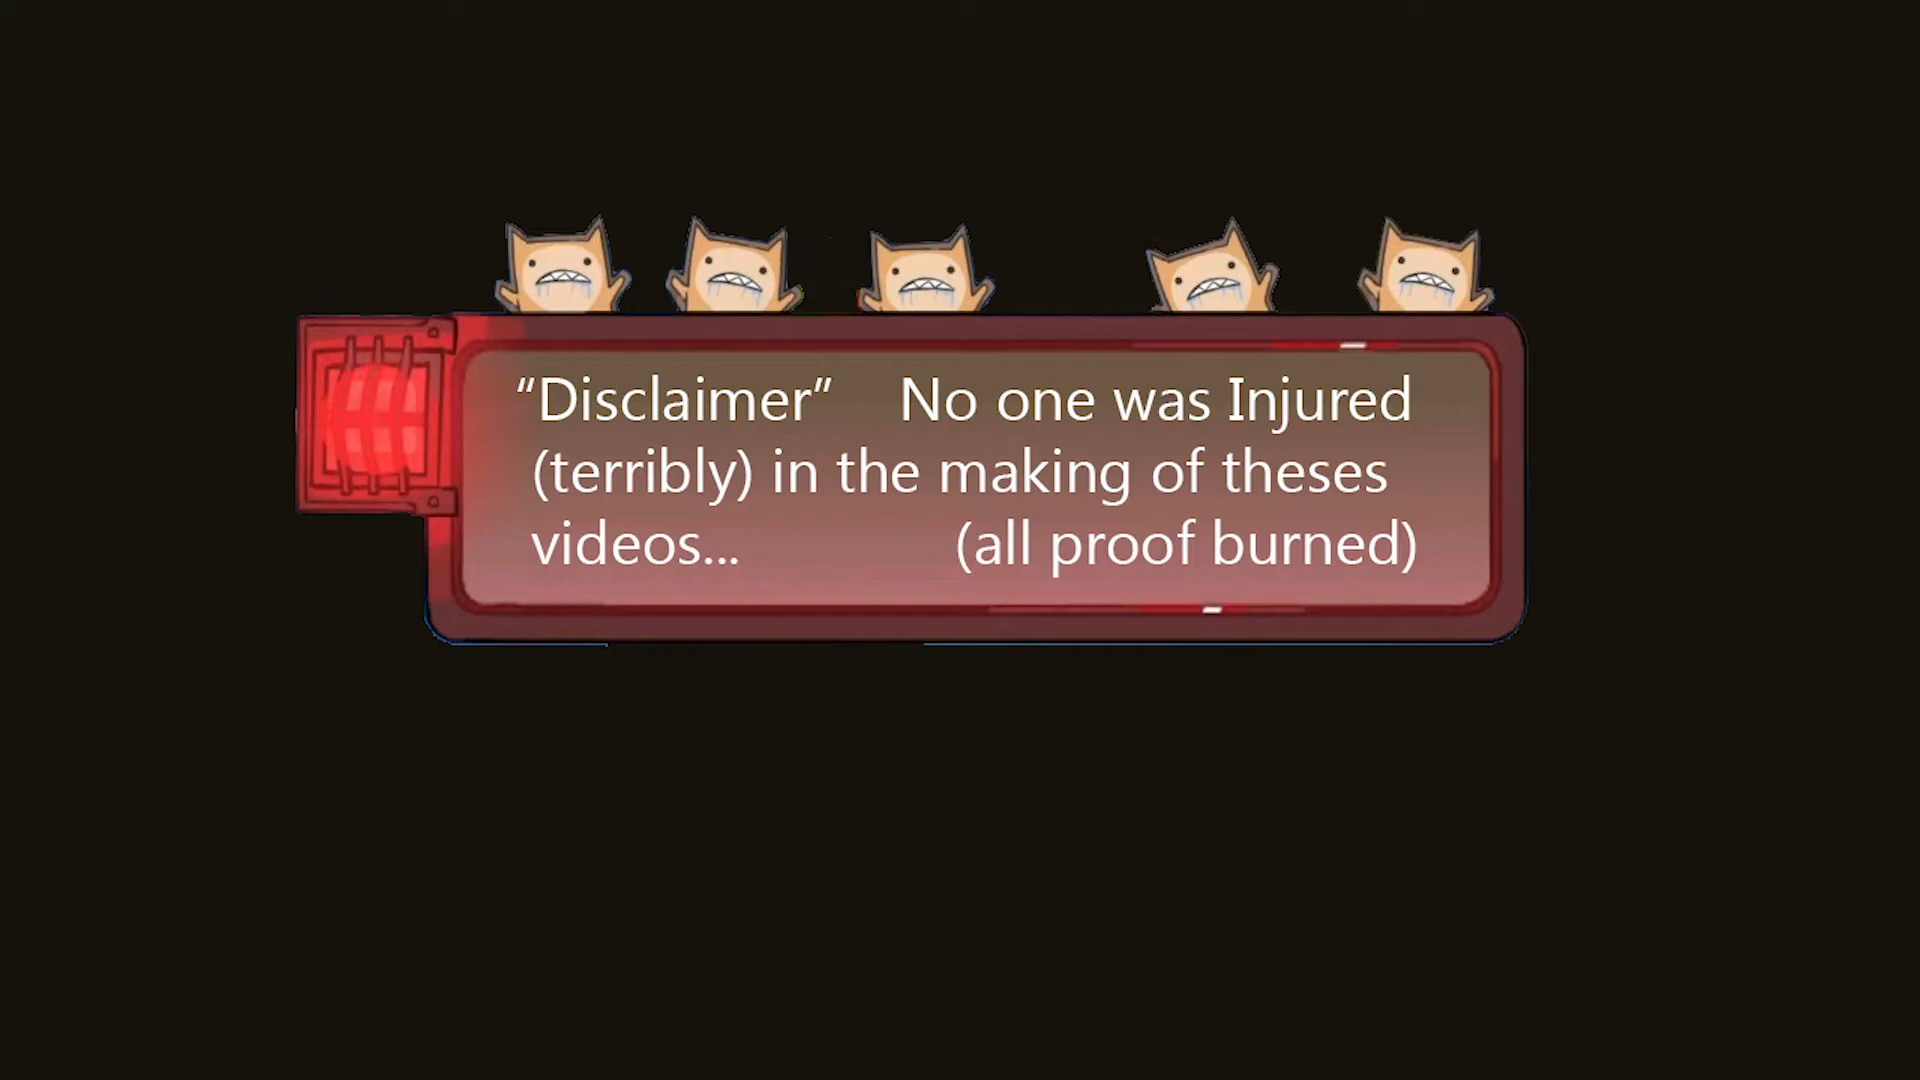 “Disclaimer” No one was Injured
(terribly) in the making of theses
videos... (all proof burned)